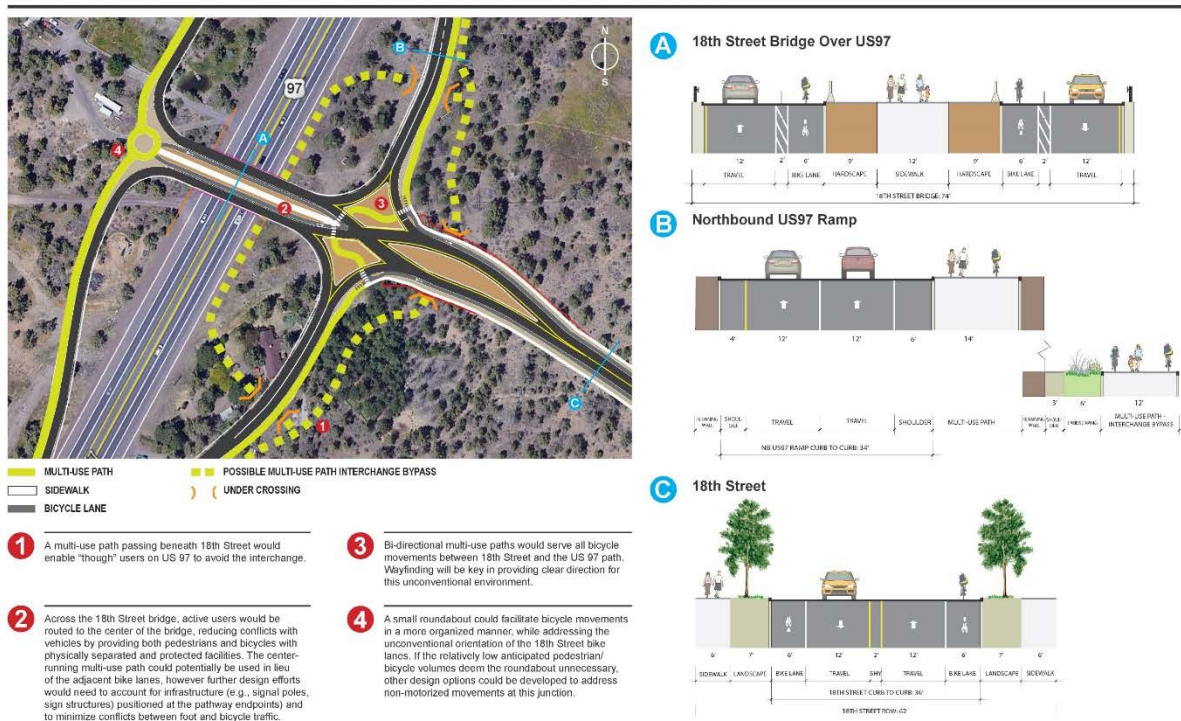 97
N
S
A
B
C
1
2
3
4
MULTI-USE PATH
SIDEWALK
BICYCLE LANE
POSSIBLE MULTI-USE PATH INTERCHANGE BYPASS
UNDER CROSSING
1
A multi-use path passing beneath 18th Street would
enable "though" users on US 97 to avoid the interchange.
2
Across the 18th Street bridge, active users would be
routed to the center of the bridge, reducing conflicts with
vehicles by providing both pedestrians and bicycles with
physically separated and protected facilities. The center-
running multi-use path could potentially be used in lieu
of the adjacent bike lanes, however further design efforts
would need to account for infrastructure (e.g., signal poles,
sign structures) positioned at the pathway endpoints) and
to minimize conflicts between foot and bicycle traffic.
3
Bi-directional multi-use paths would serve all bicycle
movements between 18th Street and the US 97 path.
Wayfinding will be key in providing clear direction for
this unconventional environment.
4
A small roundabout could facilitate bicycle movements
in a more organized manner, while addressing the
unconventional orientation of the 18th Street bike
lanes. If the relatively low anticipated pedestrian/
bicycle volumes deem the roundabout unnecessary,
other design options could be developed to address
non-motorized movements at this junction.
A 18th Street Bridge Over US97
12' 2' 6' 9' 12' 9' 6' 2' 12'
TRAVEL BIKE LANE HARDSCAPE SIDEWALK HARDSCAPE BIKE LAKE TRAVEL
18TH STREET BRIDGE: 74'
B Northbound US97 Ramp
4' 12' 12' 6' 14'
3' 6' 12'
SHOUL- TRAVEL TRAVEL SHOULDER MULTI-USE PATH
DER
WALL LANDSCAPING MULTI-USE PATH -
INTERCHANGE BYPASS
NB US97 RAMP CURB TO CURB: 34'
C 18th Street
6' 7' 6' 12' 2' 12' 6' 7' 6'
SIDEWALK LANDSCAPE BIKE LANE TRAVEL SHY TRAVEL BIKE LANE LANDSCAPE SIDEWALK
18TH STREET CURB TO CURB: 36'
18TH STREET ROW: 62'